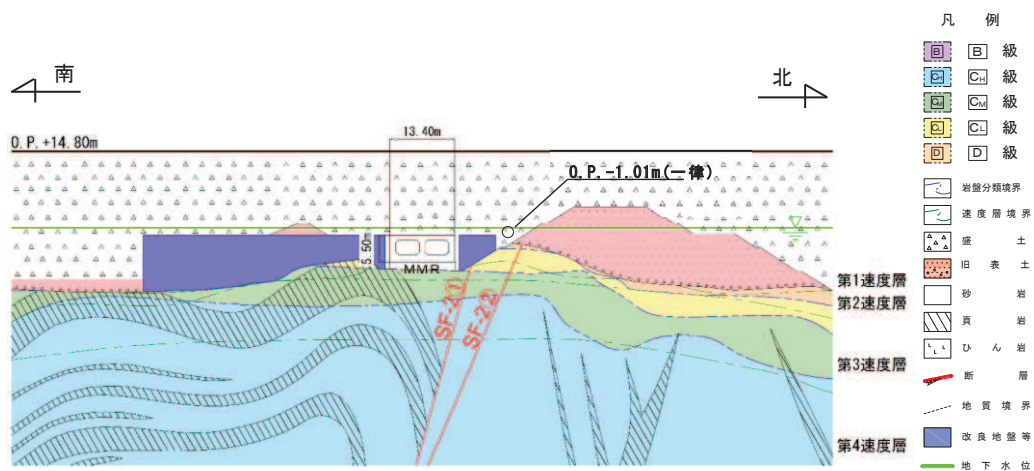 南
北
O.P.+14.80m
13.40m
O.P.-1.01m(一律)
5.50m
MMR
SF-2①
SF-2②
第1速度層
第2速度層
第3速度層
第4速度層
凡 例
B B 級
CH CH 級
CM CM 級
CL CL 級
D D 級
岩盤分類境界
速度層境界
盛 土
旧表土
砂 岩
頁 岩
ひん岩
断 層
地質境界
改良地盤等
地下水位